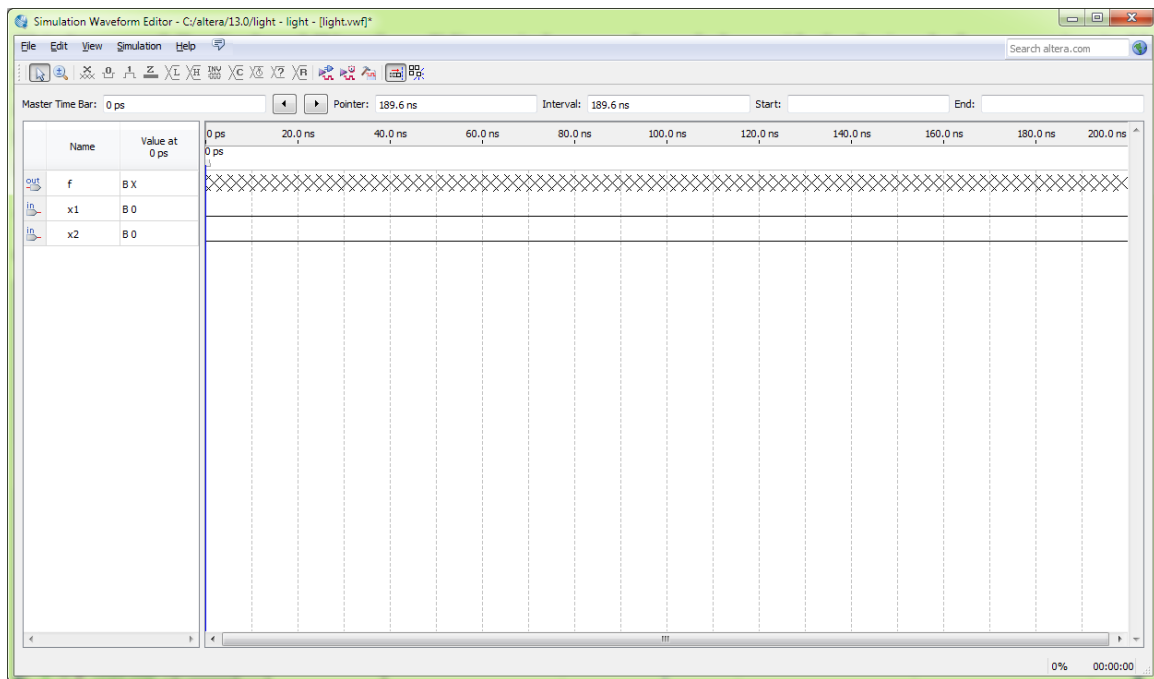 Simulation Waveform Editor - C:/altera/13.0/light - light - [light.vwf]*
File Edit View Simulation Help
Search altera.com
Master Time Bar: 0 ps Pointer: 189.6 ns Interval: 189.6 ns Start: End:
Name Value at 0 ps
0 ps 20.0 ns 40.0 ns 60.0 ns 80.0 ns 100.0 ns 120.0 ns 140.0 ns 160.0 ns 180.0 ns 200.0 ns
0 ps
out f B X
in x1 B 0
in x2 B 0
0% 00:00:00